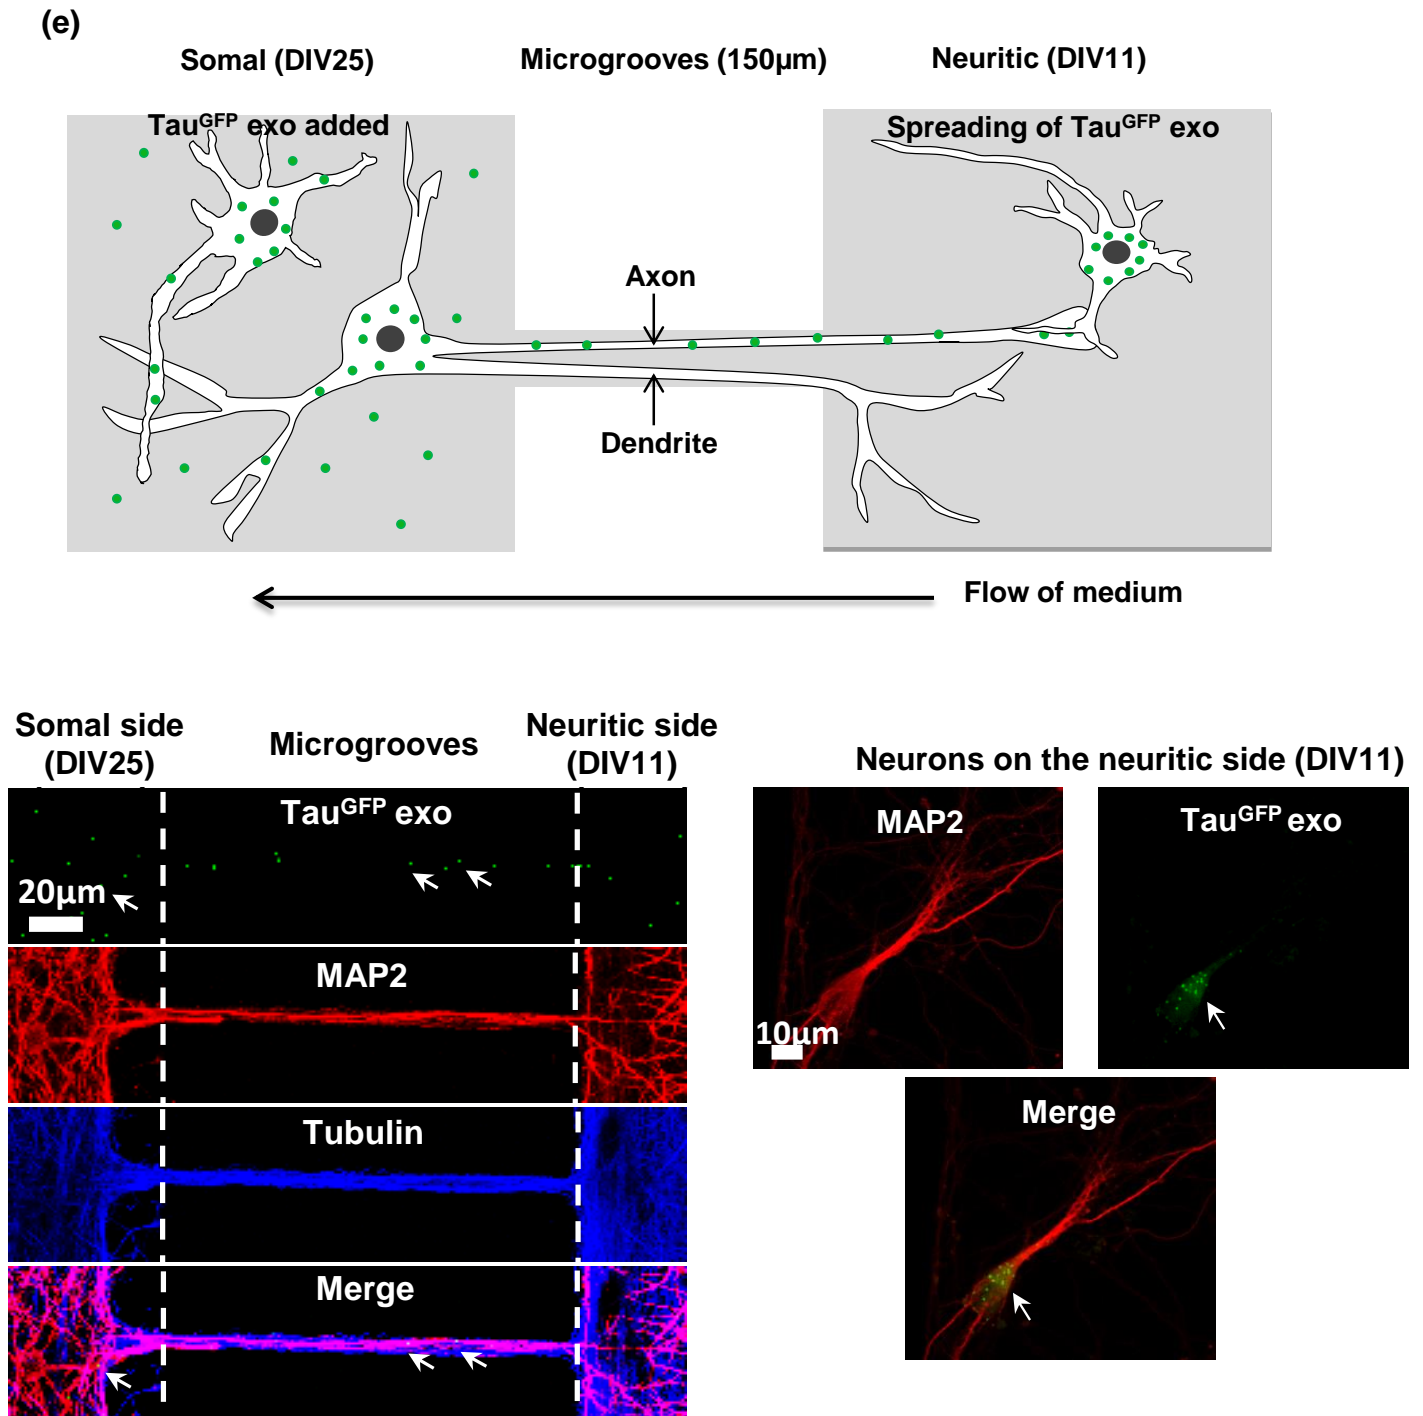 (e)
Somal (DIV25)
Microgrooves (150µm)
Neuritic (DIV11)
TauGFP exo added
Spreading of TauGFP exo
Axon
Dendrite
Flow of medium
Somal side
(DIV25)
Microgrooves
Neuritic side
(DIV11)
TauGFP exo
20µm
MAP2
Tubulin
Merge
Neurons on the neuritic side (DIV11)
MAP2
10µm
TauGFP exo
Merge